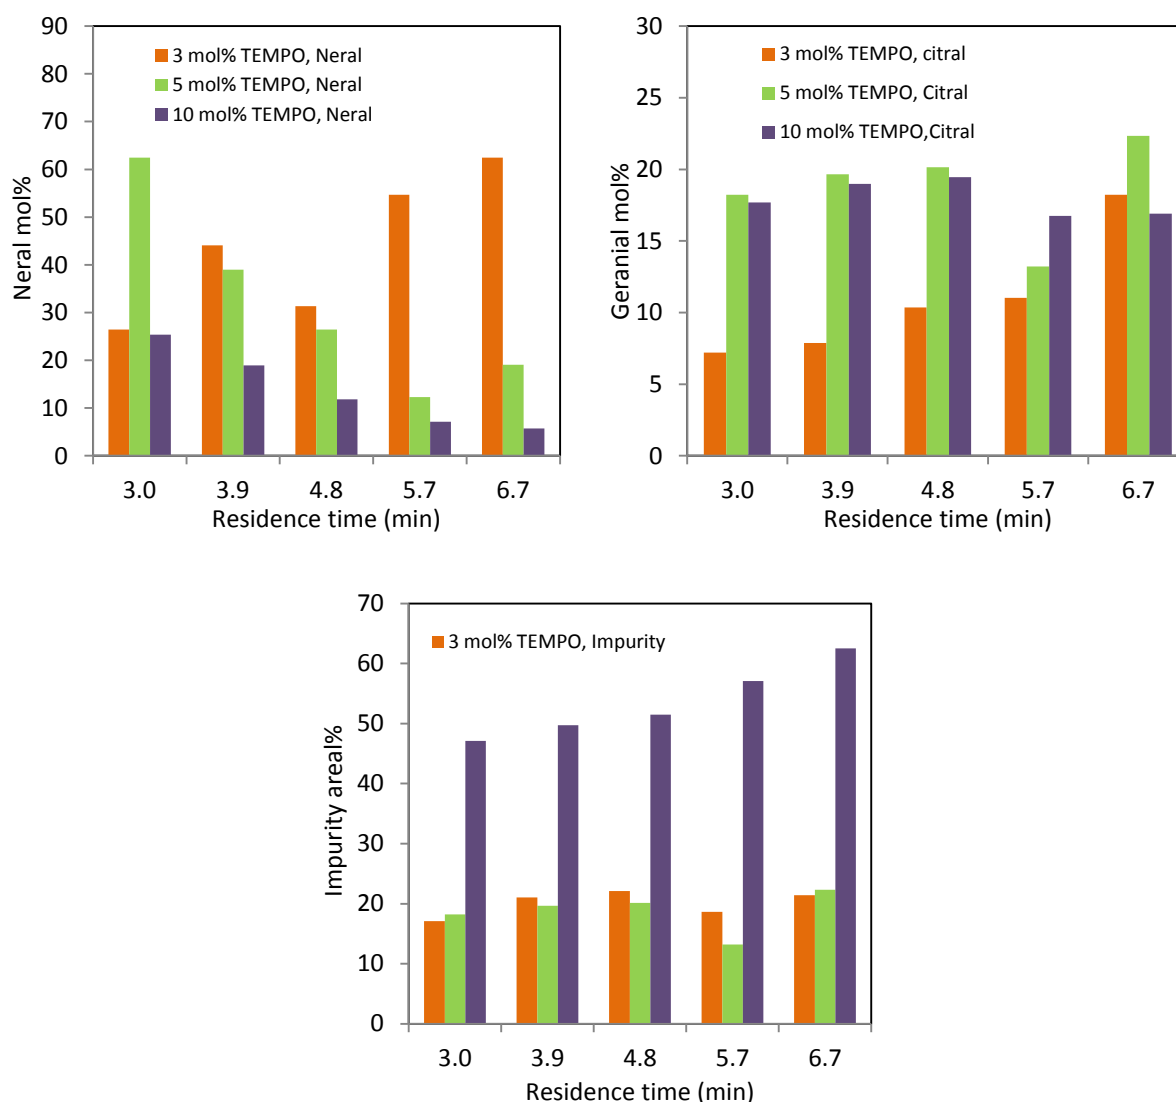 90
80
70
60
50
40
30
20
10
0
Neral mol%
3 mol% TEMPO, Neral
5 mol% TEMPO, Neral
10 mol% TEMPO, Neral
3.0 3.9 4.8 5.7 6.7
Residence time (min)
30
25
20
15
10
5
0
Geranial mol%
3 mol% TEMPO, citral
5 mol% TEMPO, Citral
10 mol% TEMPO,Citral
3.0 3.9 4.8 5.7 6.7
Residence time (min)
70
60
50
40
30
20
10
0
Impurity areal%
3 mol% TEMPO, Impurity
3.0 3.9 4.8 5.7 6.7
Residence time (min)